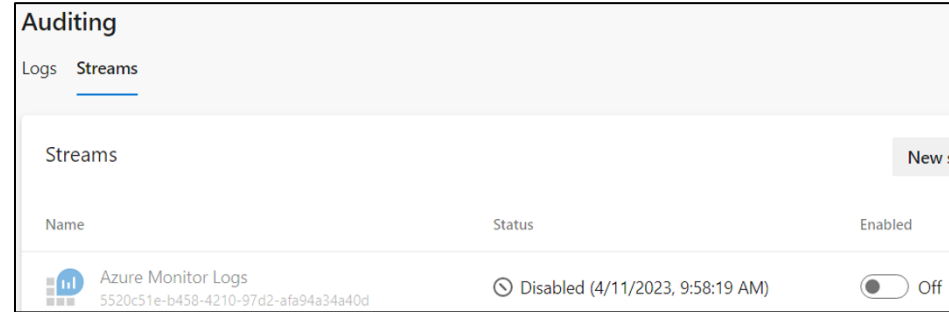 Auditing
Logs Streams
Streams
New
Name Status Enabled
Azure Monitor Logs
Disabled (4/11/2023, 9:58:19 AM) Off
5520c51e-b458-4210-97d2-afa94a34a40d